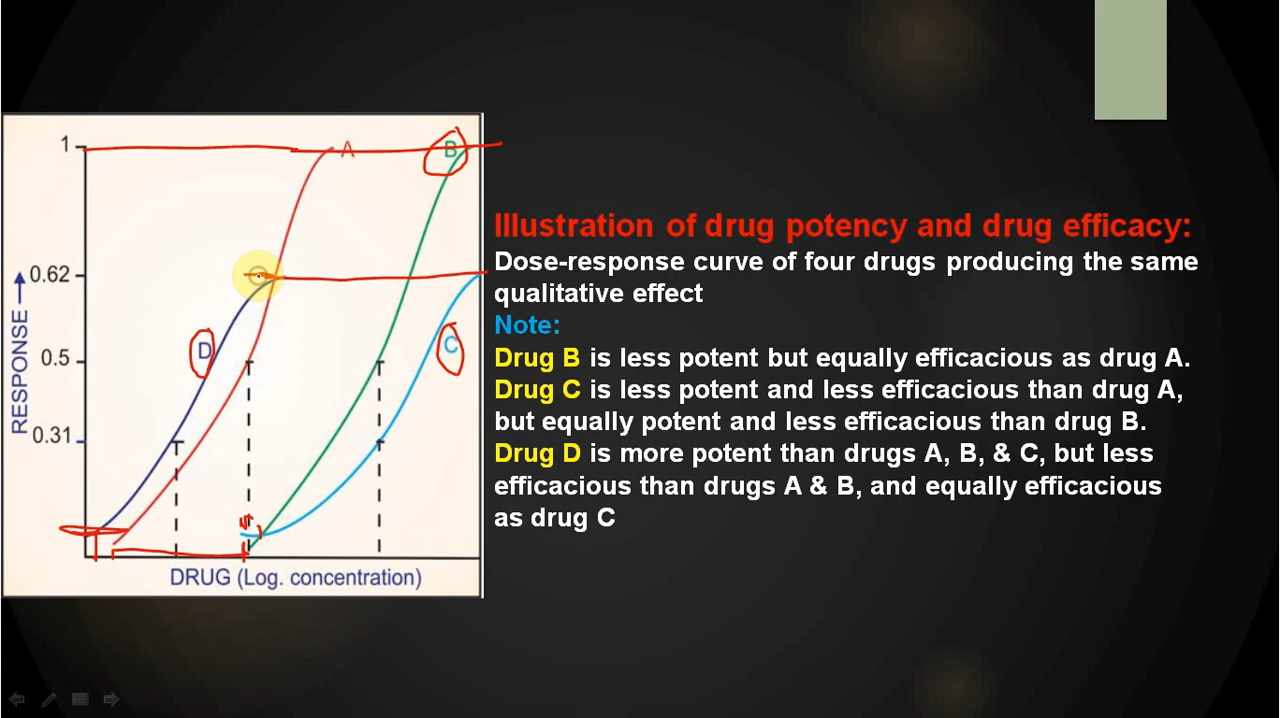 1
A
B
0.62
RESPONSE
0.5
D
C
0.31
DRUG (Log. concentration)
Illustration of drug potency and drug efficacy:
Dose-response curve of four drugs producing the same
qualitative effect
Note:
Drug B is less potent but equally efficacious as drug A.
Drug C is less potent and less efficacious than drug A,
but equally potent and less efficacious than drug B.
Drug D is more potent than drugs A, B, & C, but less
efficacious than drugs A & B, and equally efficacious
as drug C